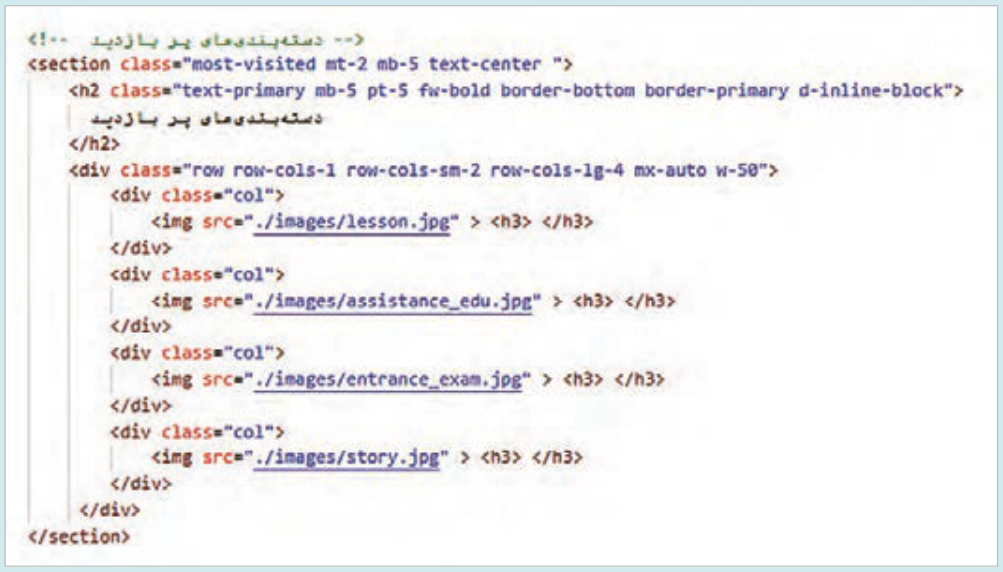 <!-- دسته‌بندی‌های پر بازدید -->
<section class="most-visited mt-2 mb-5 text-center ">
<h2 class="text-primary mb-5 pt-5 fw-bold border-bottom border-primary d-inline-block">
دسته‌بندی‌های پر بازدید
</h2>
<div class="row row-cols-1 row-cols-sm-2 row-cols-lg-4 mx-auto w-50">
<div class="col">
<img src="./images/lesson.jpg" > <h3> </h3>
</div>
<div class="col">
<img src="./images/assistance_edu.jpg" > <h3> </h3>
</div>
<div class="col">
<img src="./images/entrance_exam.jpg" > <h3> </h3>
</div>
<div class="col">
<img src="./images/story.jpg" > <h3> </h3>
</div>
</div>
</section>